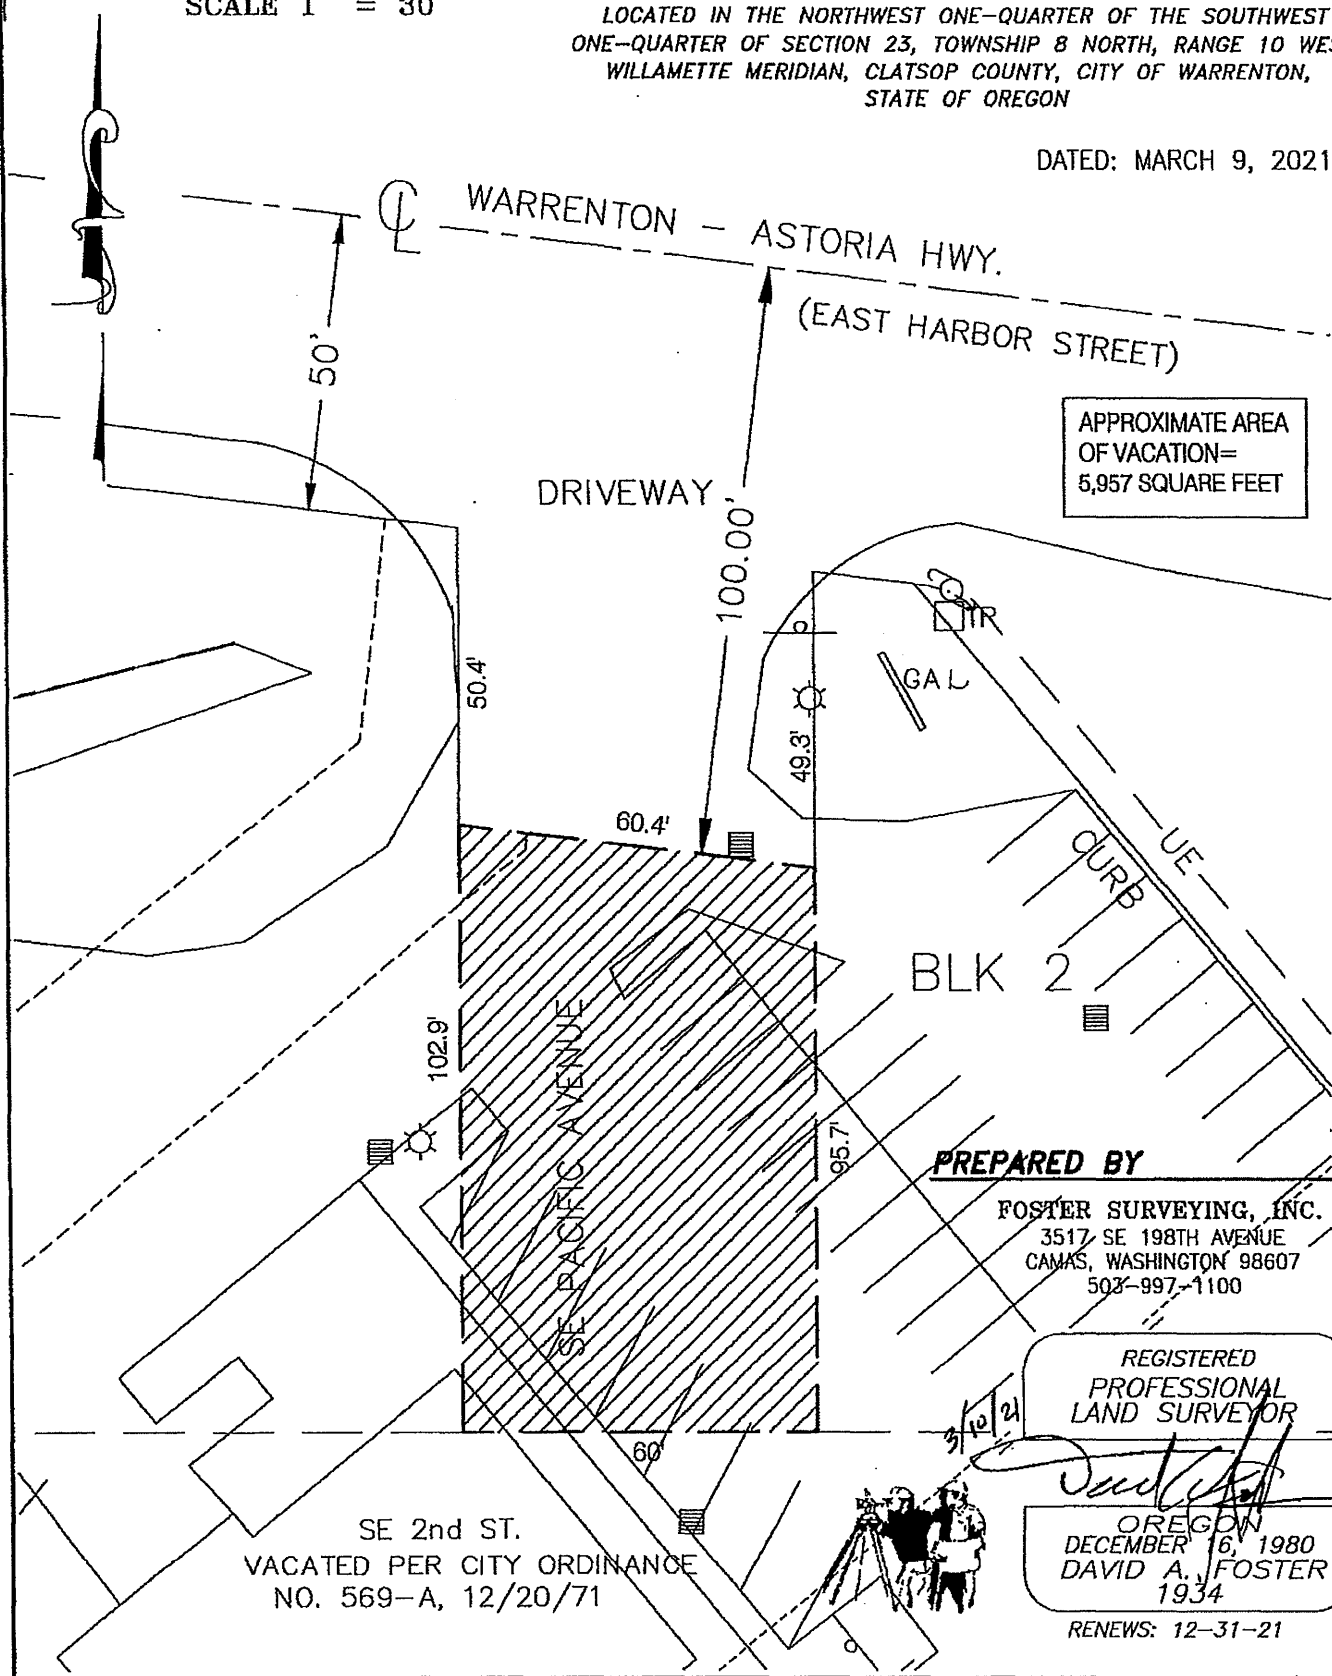 SCALE 1" = 30'
LOCATED IN THE NORTHWEST ONE-QUARTER OF THE SOUTHWEST
ONE-QUARTER OF SECTION 23, TOWNSHIP 8 NORTH, RANGE 10
WILLAMETTE MERIDIAN, CLATSOP COUNTY, CITY OF WARRENTON,
STATE OF OREGON
DATED: MARCH 9, 2021
CL WARRENTON - ASTORIA HWY.
(EAST HARBOR STREET)
50'
APPROXIMATE AREA
OF VACATION=
5,957 SQUARE FEET
DRIVEWAY
100.00'
TR
50.4'
49.3'
60.4'
CURB
UE
BLK 2
102.9'
SE PACIFIC AVENUE
95.7'
PREPARED BY
FOSTER SURVEYING, INC.
3517 SE 198TH AVENUE
CAMAS, WASHINGTON 98607
503-997-1100
REGISTERED
PROFESSIONAL
LAND SURVEYOR
3/10/21
60'
OREGON
DECEMBER 16, 1980
DAVID A. FOSTER
1934
RENEWS: 12-31-21
SE 2nd ST.
VACATED PER CITY ORDINANCE
NO. 569-A, 12/20/71